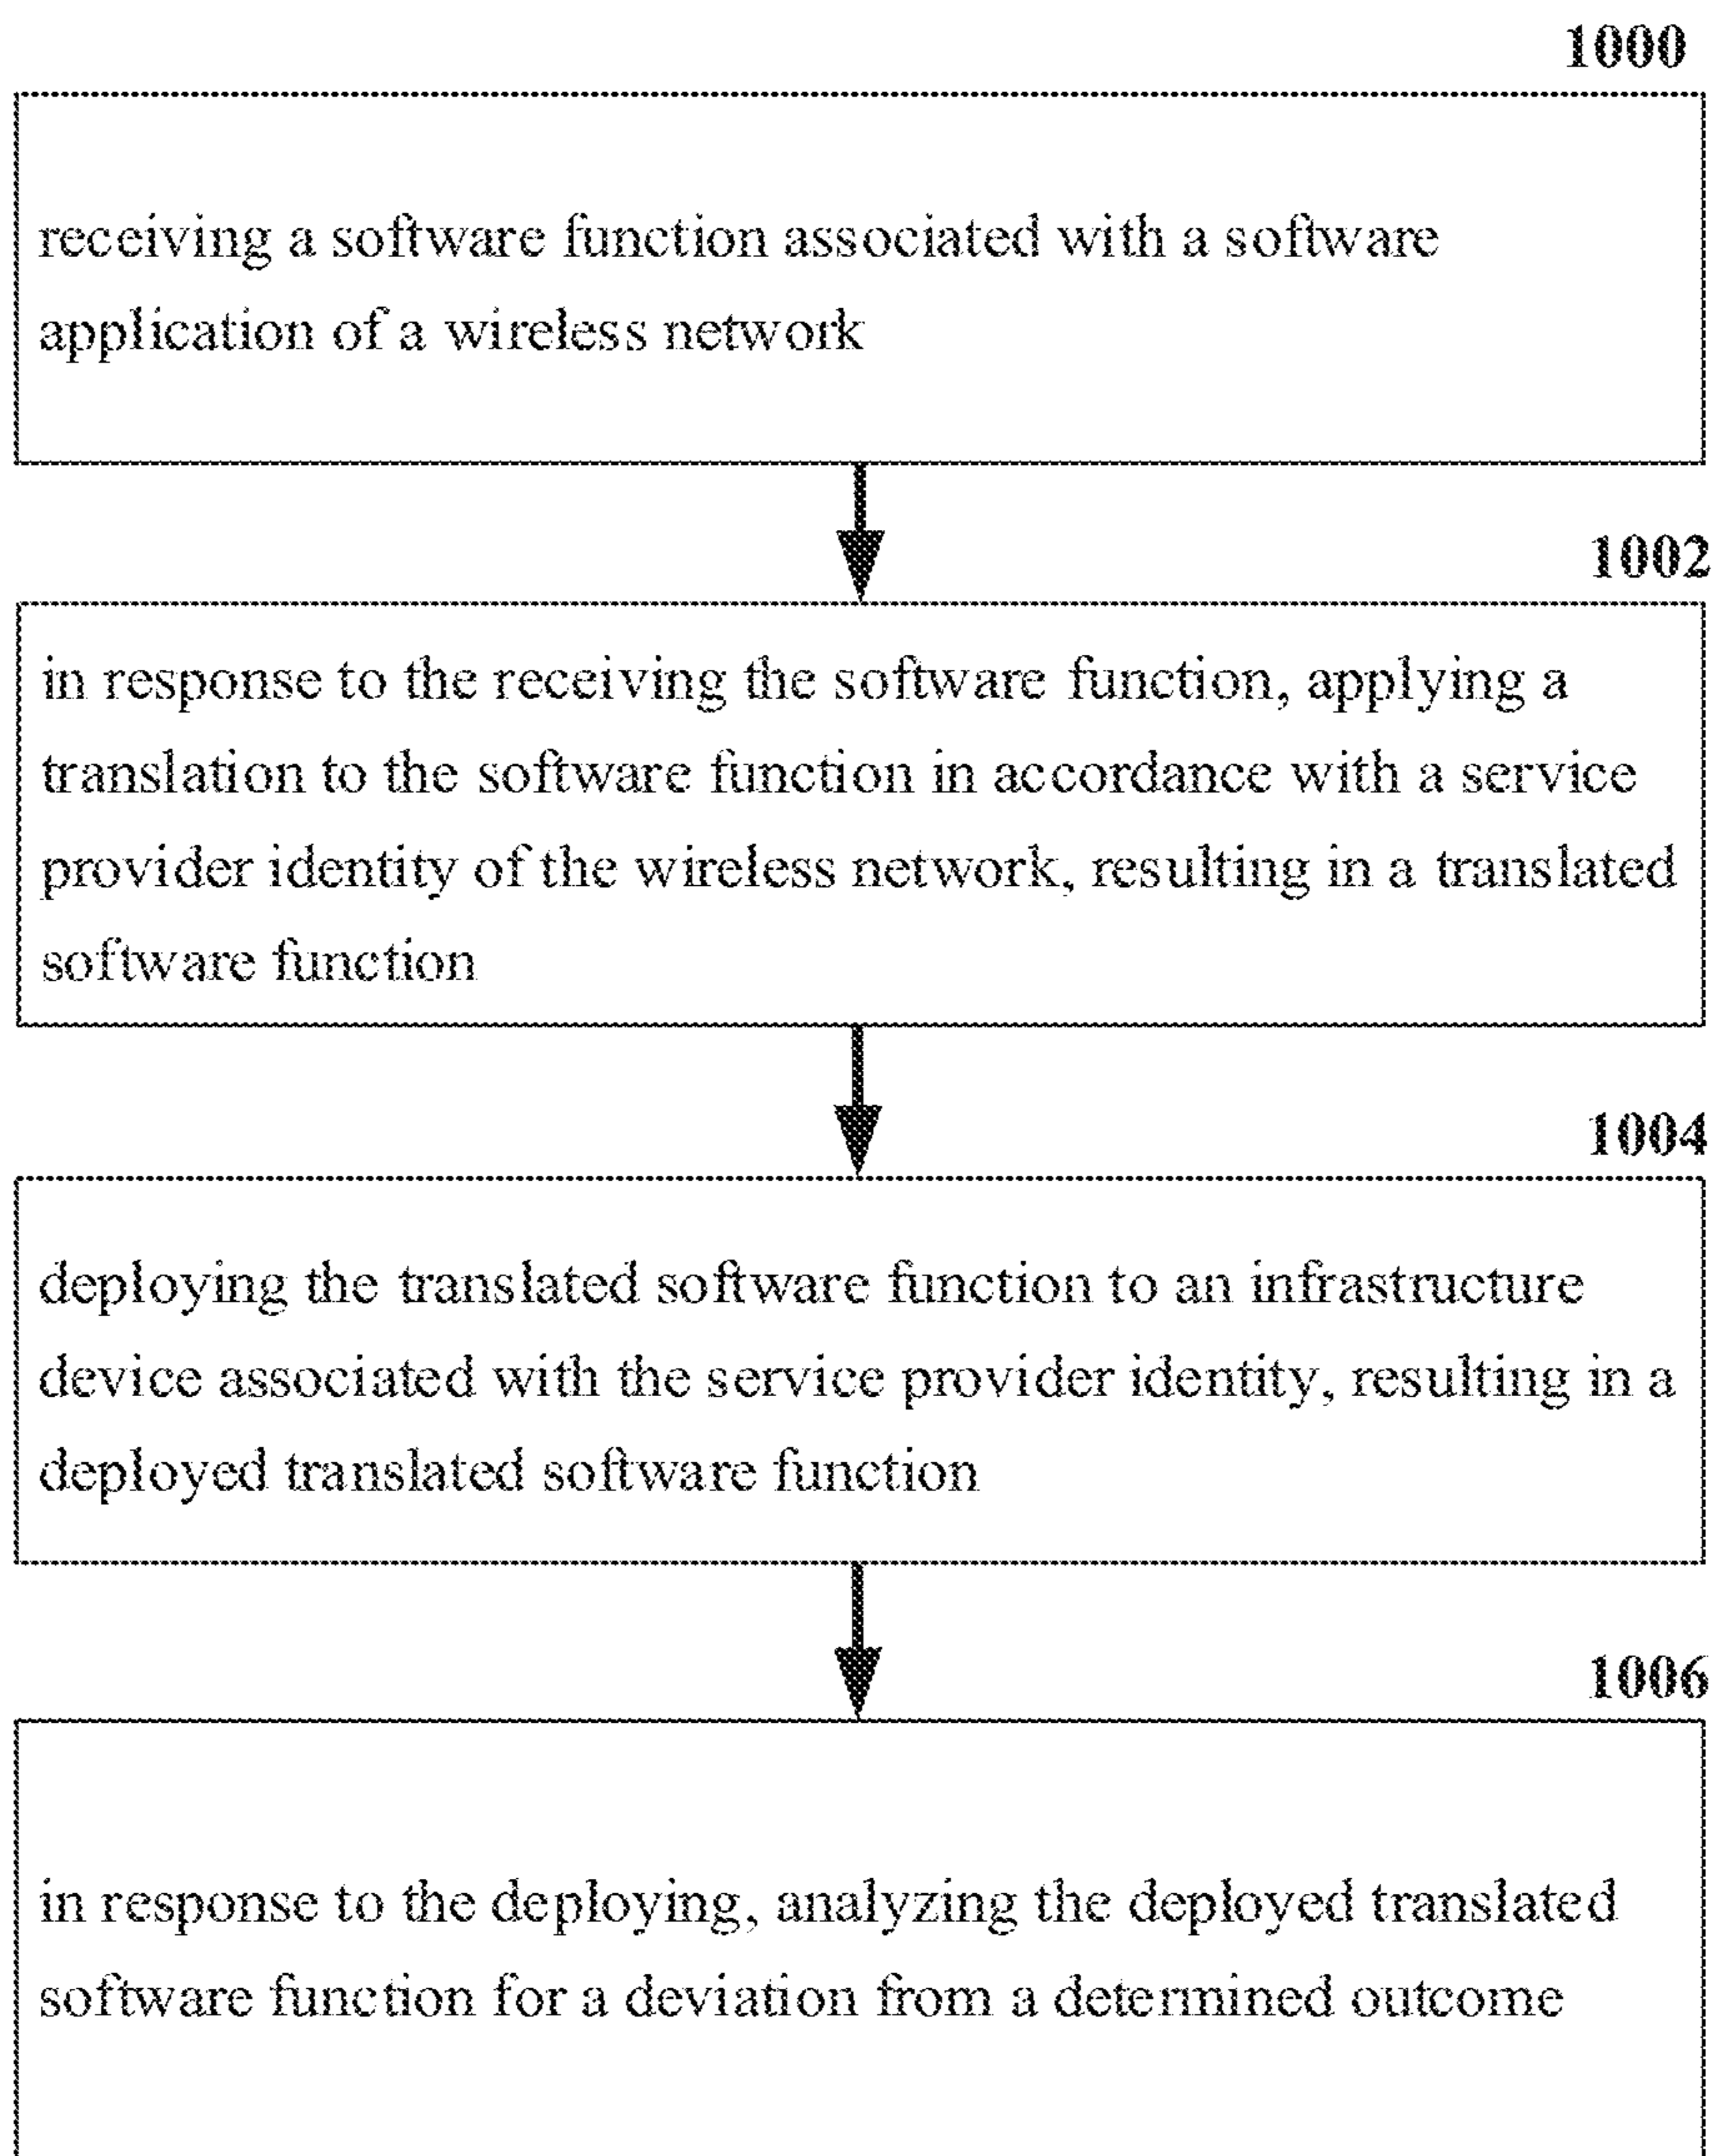 1000
receiving a software function associated with a software
application of a wireless network
1002
in response to the receiving the software function, applying a
translation to the software function in accordance with a service
provider identity of the wireless network, resulting in a translated
software function
1004
deploying the translated software function to an infrastructure
device associated with the service provider identity, resulting in a
deployed translated software function
1006
in response to the deploying, analyzing the deployed translated
software function for a deviation from a determined outcome